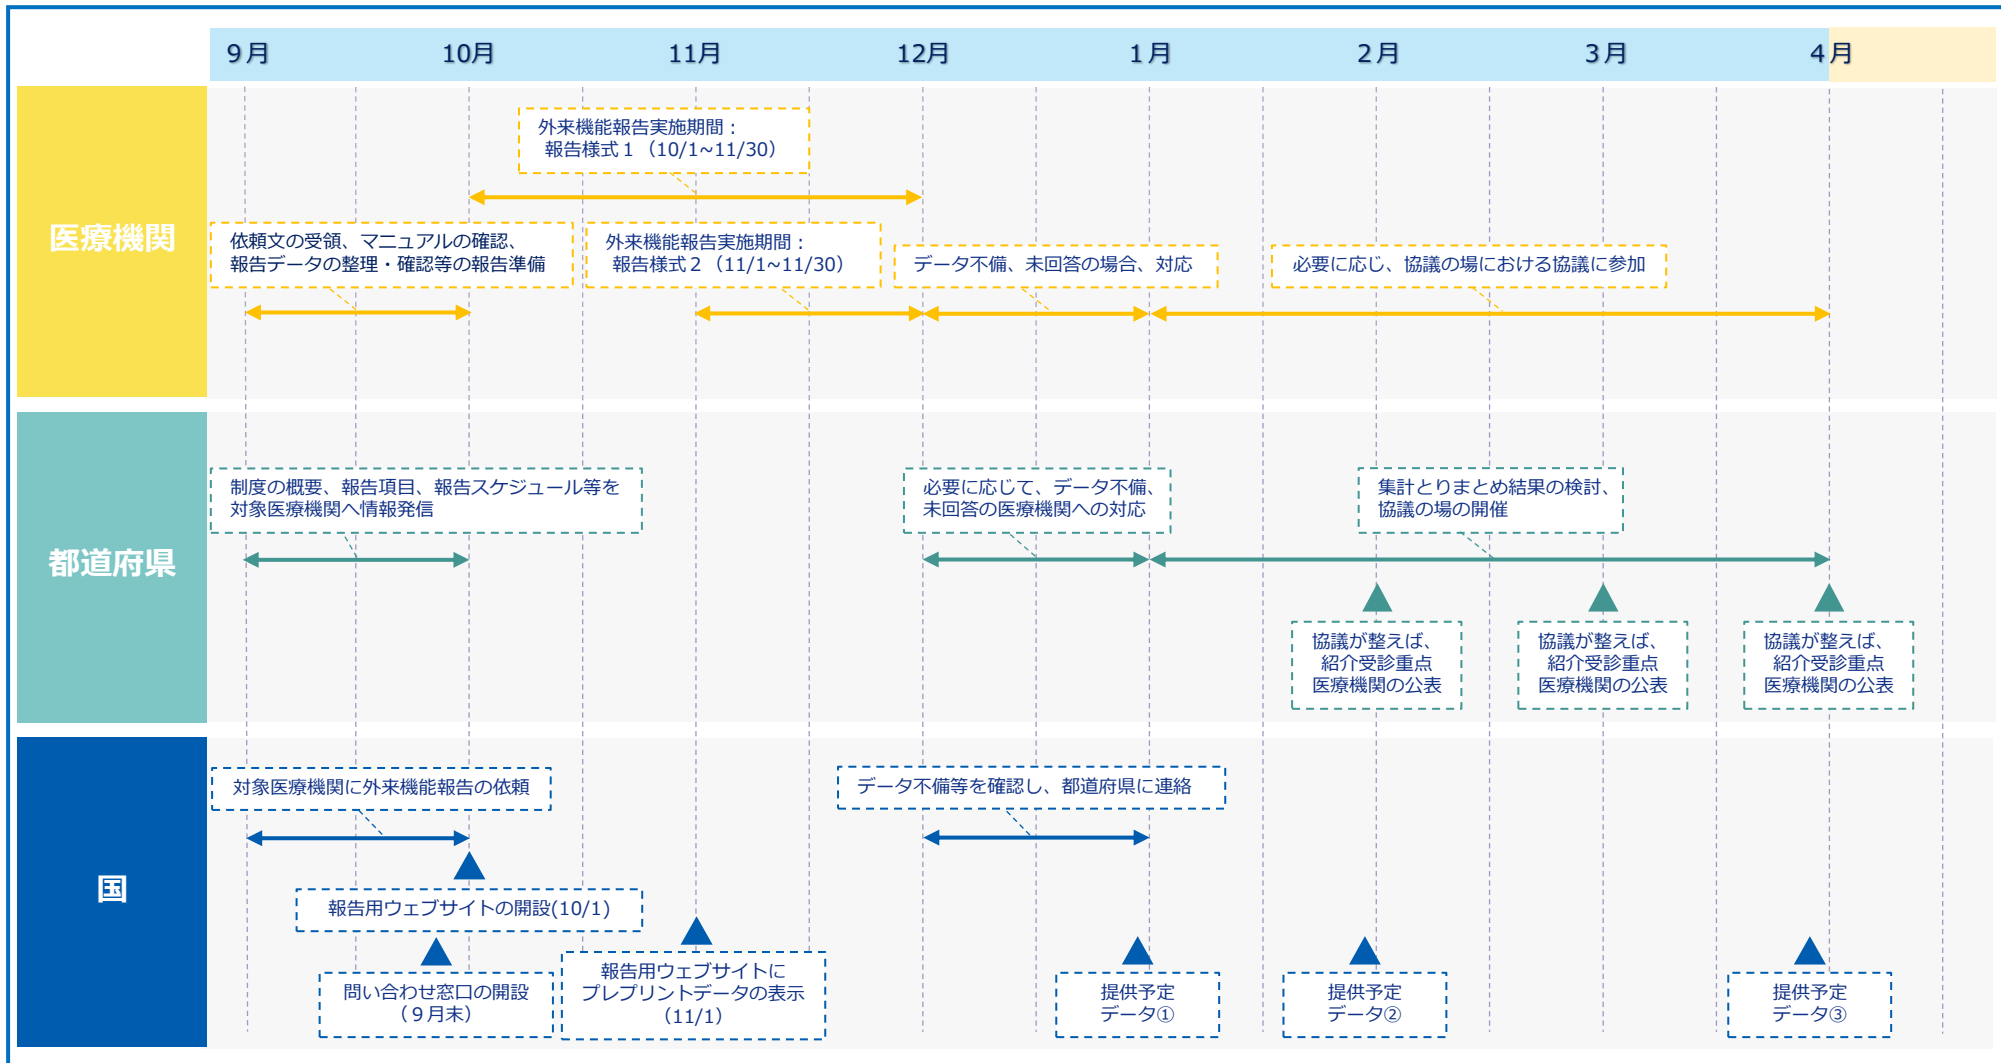 9月
10月
11月
12月
1月
2月
3月
4月
医療機関
外来機能報告実施期間：
報告様式１（10/1~11/30）
依頼文の受領、マニュアルの確認、
報告データの整理・確認等の報告準備
外来機能報告実施期間：
報告様式２（11/1~11/30）
データ不備、未回答の場合、対応
必要に応じ、協議の場における協議に参加
都道府県
制度の概要、報告項目、報告スケジュール等を
対象医療機関へ情報発信
必要に応じて、データ不備、
未回答の医療機関への対応
集計とりまとめ結果の検討、
協議の場の開催
協議が整えば、
紹介受診重点
医療機関の公表
協議が整えば、
紹介受診重点
医療機関の公表
協議が整えば、
紹介受診重点
医療機関の公表
国
対象医療機関に外来機能報告の依頼
データ不備等を確認し、都道府県に連絡
報告用ウェブサイトの開設(10/1)
問い合わせ窓口の開設
（９月末）
報告用ウェブサイトに
プレプリントデータの表示
（11/1）
提供予定
データ①
提供予定
データ②
提供予定
データ③